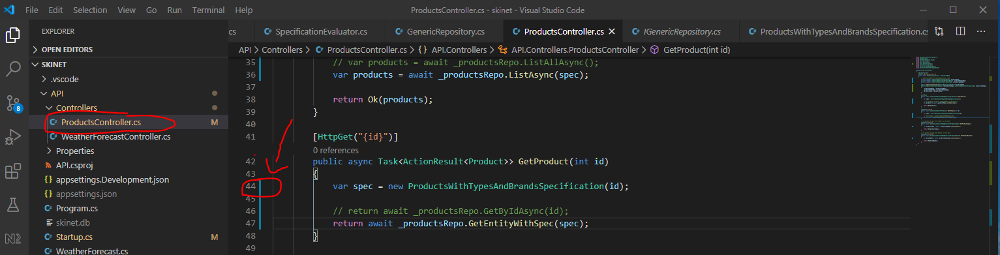 File Edit Selection View Go Run Terminal Help ProductsController.cs - skinet - Visual Studio Code
EXPLORER
.cs SpecificationEvaluator.cs GenericRepository.cs ProductsController.cs IGenericRepository.cs ProductsWithTypesAndBrandsSpecification.cs
OPEN EDITORS
API > Controllers > ProductsController.cs > {} API.Controllers > API.Controllers.ProductsController > GetProduct(int id)
SKINET
.vscode
API
Controllers
ProductsController.cs M
WeatherForecastController.cs
Properties
API.csproj
appsettings.Development.json
appsettings.json
Program.cs
skinet.db
Startup.cs M
WeatherForecast.cs
8
35 // var products = await _productsRepo.ListAllAsync();
36 var products = await _productsRepo.ListAsync(spec);
37
38 return Ok(products);
39 }
40
41 [HttpGet("{id}")]
0 references
42 public async Task<ActionResult<Product>> GetProduct(int id)
43 {
44 var spec = new ProductsWithTypesAndBrandsSpecification(id);
45
46 // return await _productsRepo.GetByIdAsync(id);
47 return await _productsRepo.GetEntityWithSpec(spec);
48 }
49